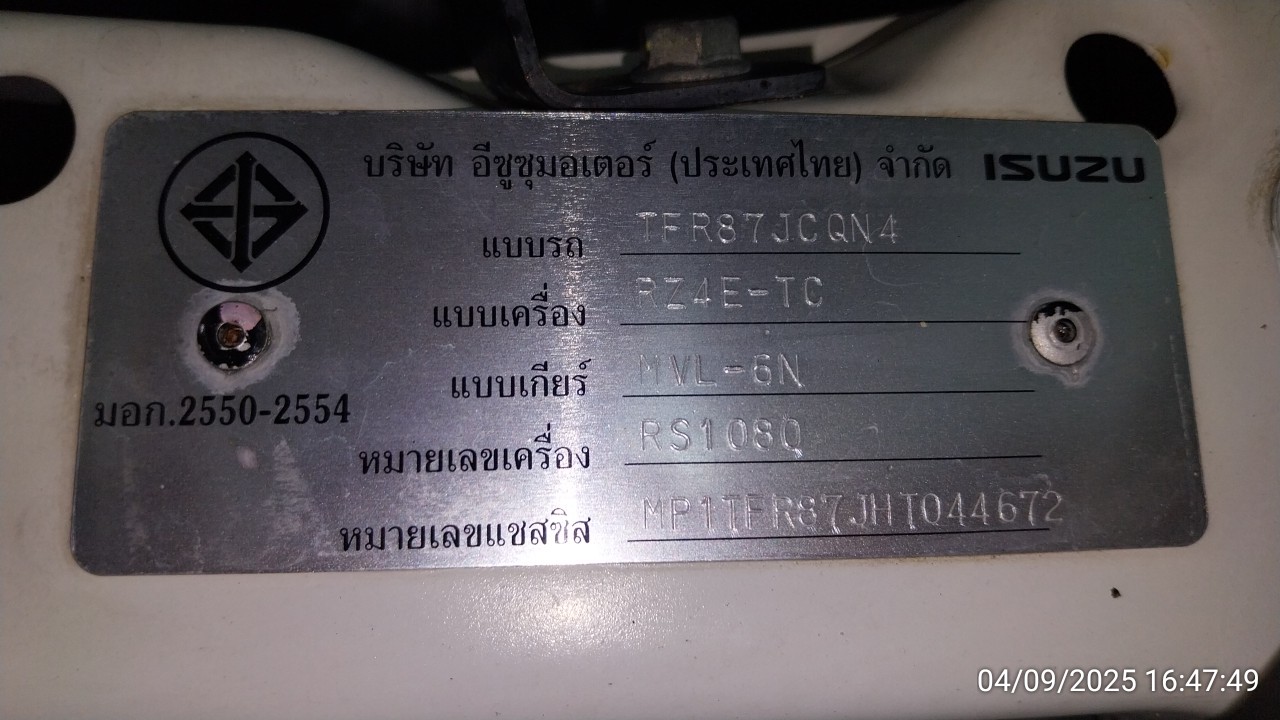 บริษัท อีซูซุมอเตอร์ (ประเทศไทย) จำกัด ISUZU
แบบรถ TFR87JCQN4
แบบเครื่อง RZ4E-TC
แบบเกียร์ MVL-6N
มอก.2550-2554
หมายเลขเครื่อง RS1080
หมายเลขแชสซิส MP1TFR87JHT044672
04/09/2025 16:47:49